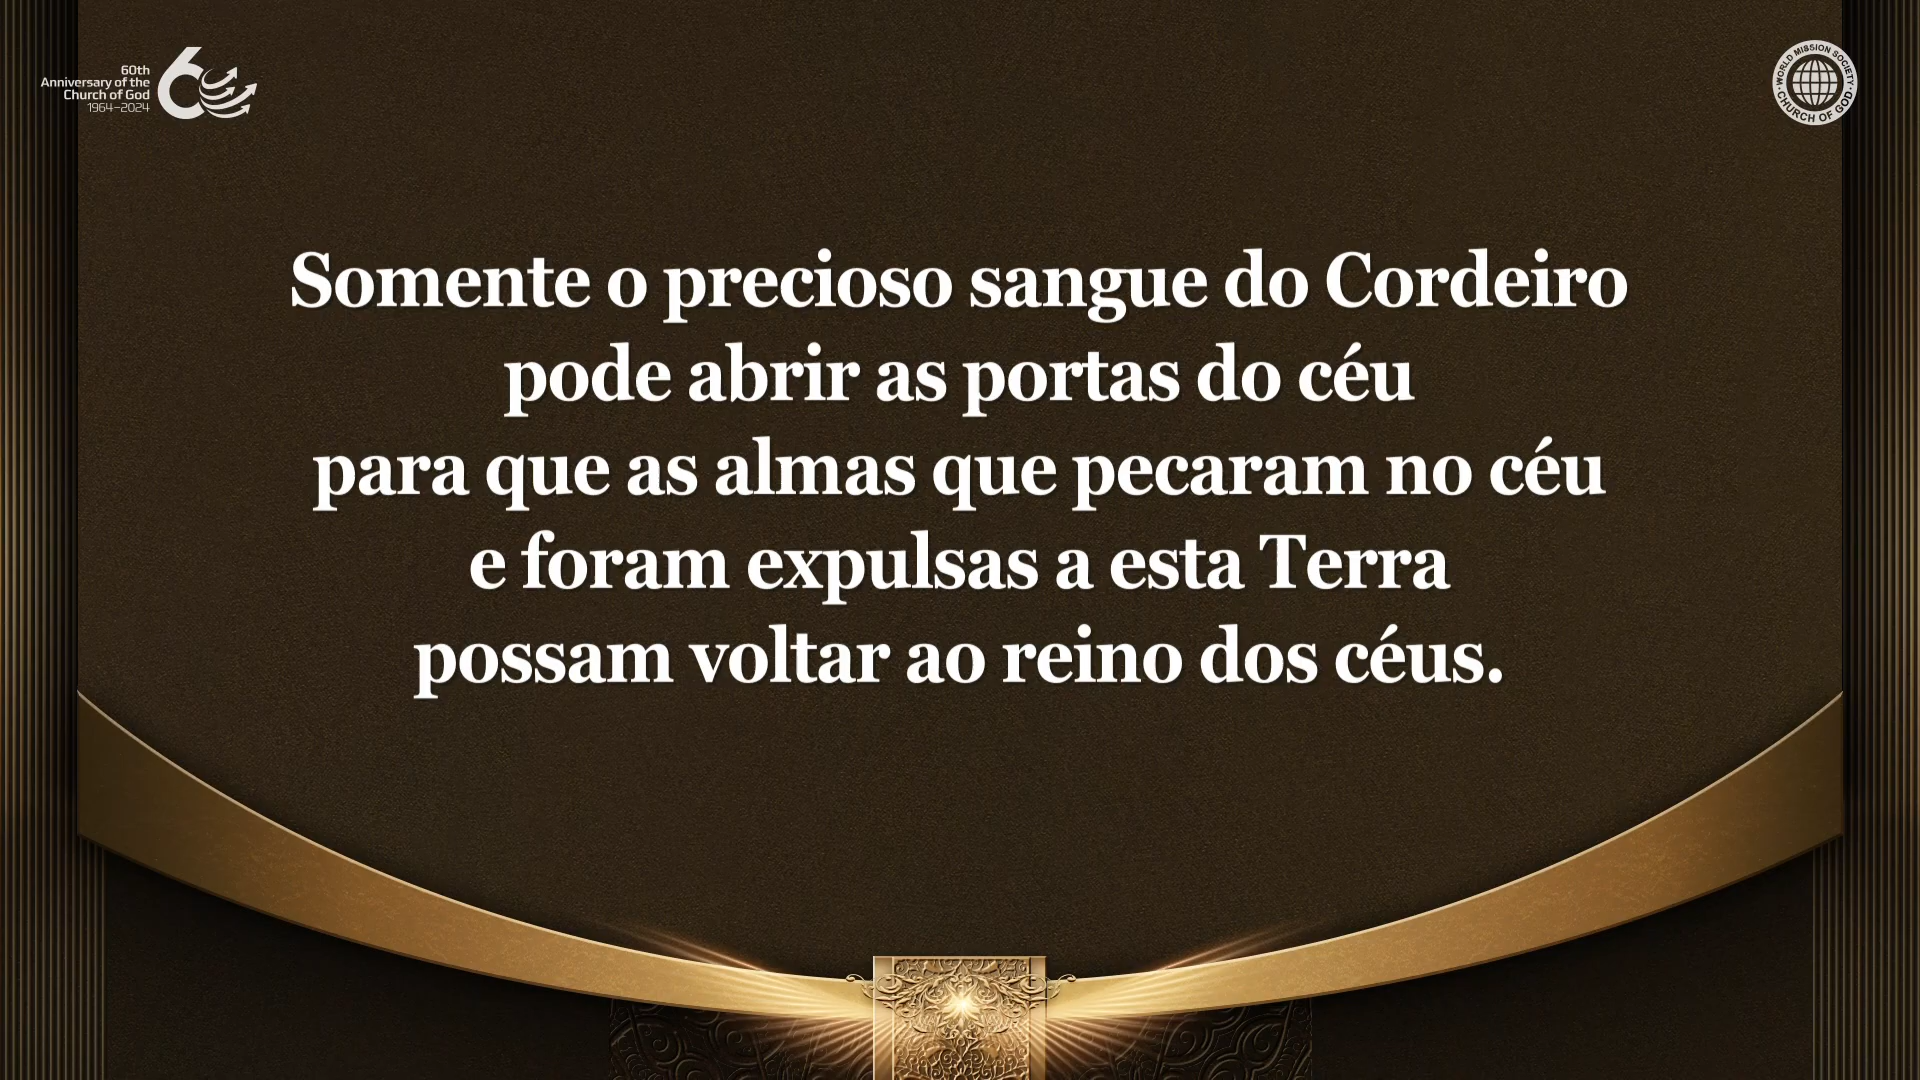 60th
Anniversary of the
Church of God
1964–2024
60
WORLD MISSION SOCIETY
CHURCH OF GOD
Somente o precioso sangue do Cordeiro
pode abrir as portas do céu
para que as almas que pecaram no céu
e foram expulsas a esta Terra
possam voltar ao reino dos céus.